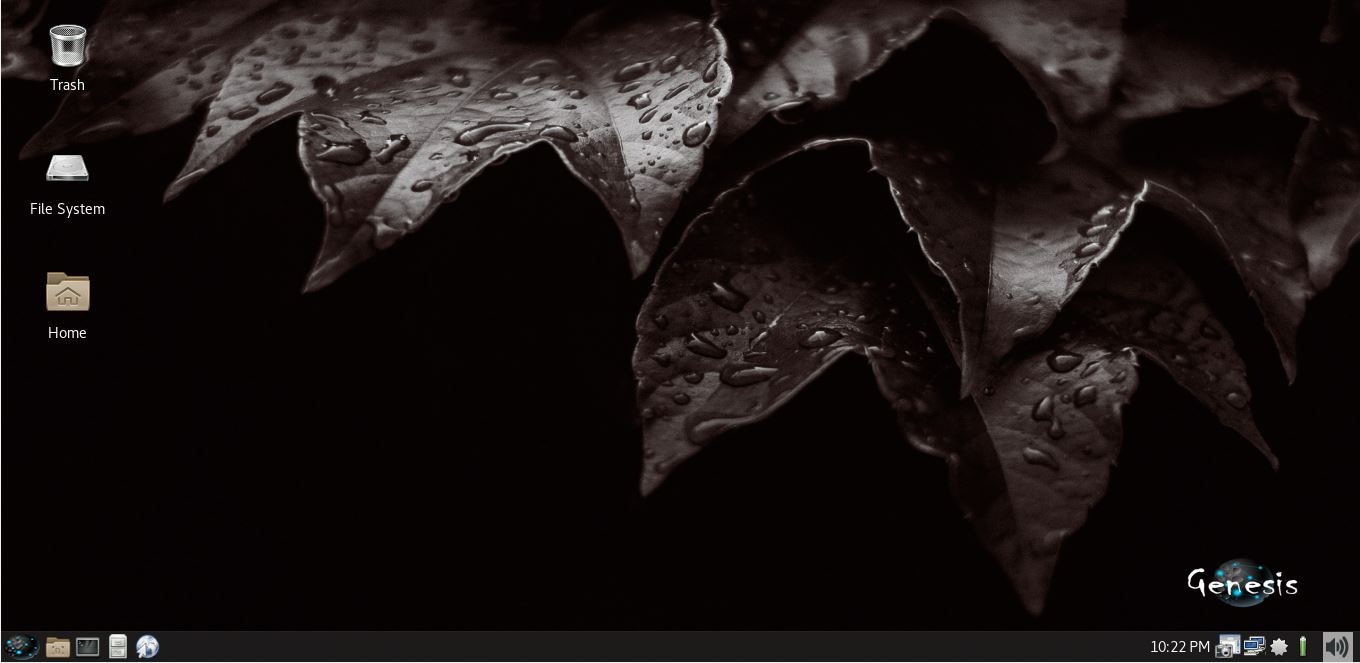 Trash
File System
Home
Genesis
10:22 PM